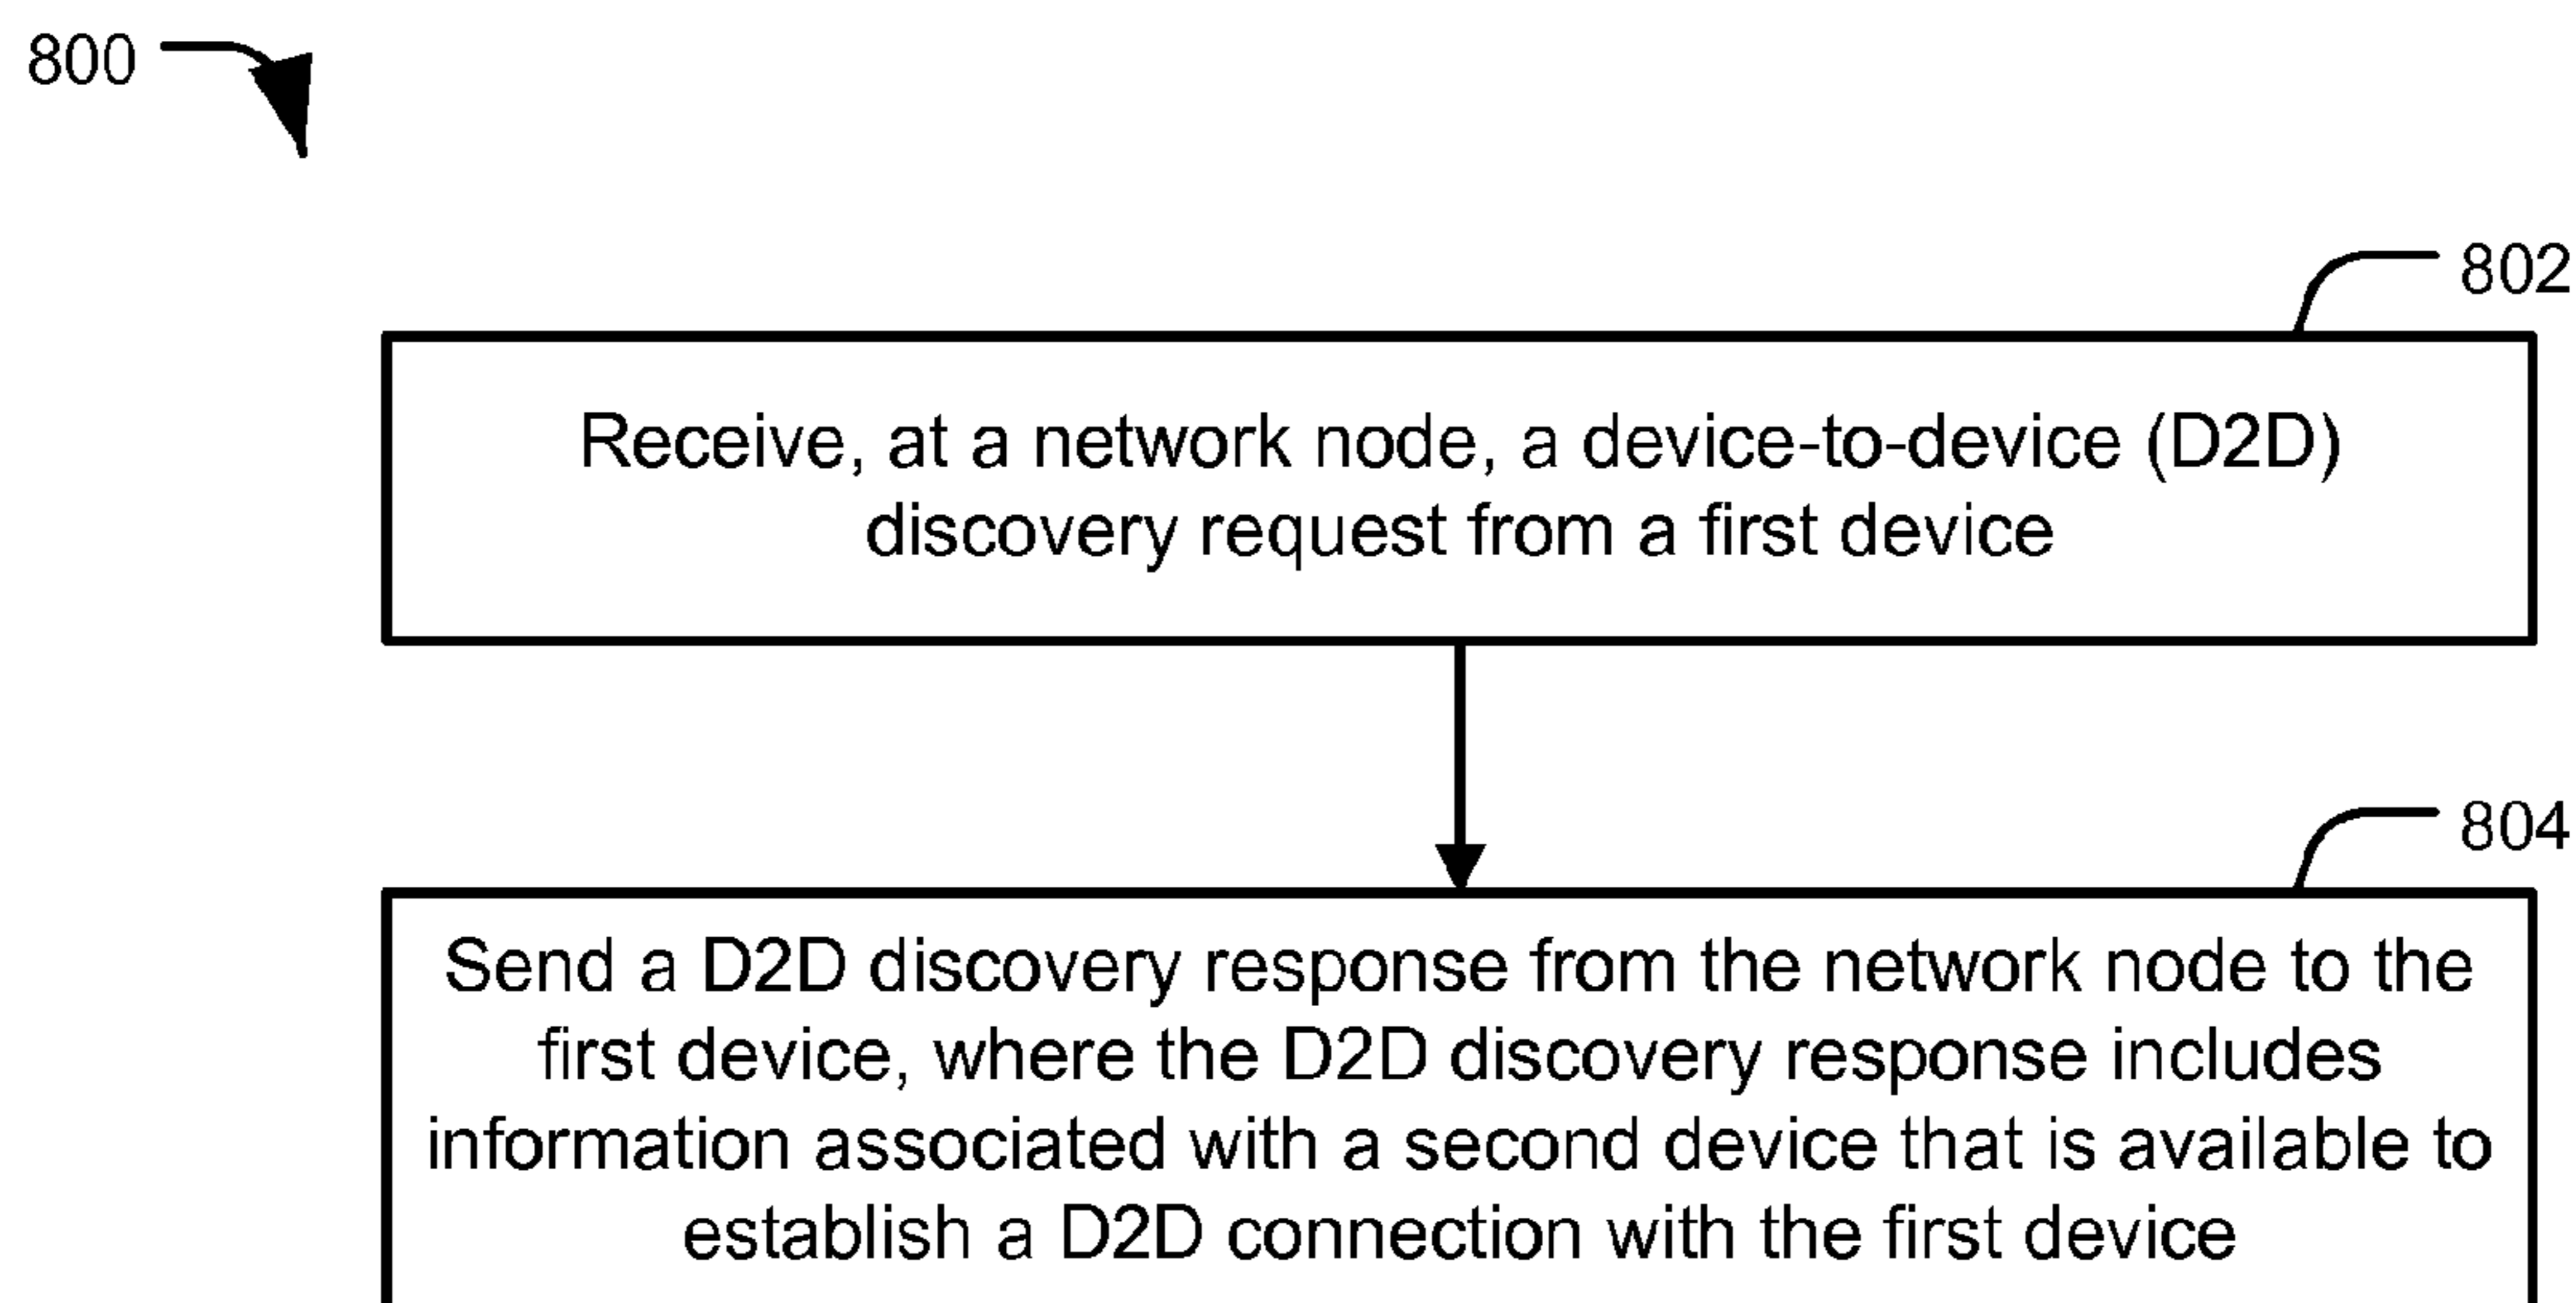 800
802
Receive, at a network node, a device-to-device (D2D)
discovery request from a first device
804
Send a D2D discovery response from the network node to the
first device, where the D2D discovery response includes
information associated with a second device that is available to
establish a D2D connection with the first device